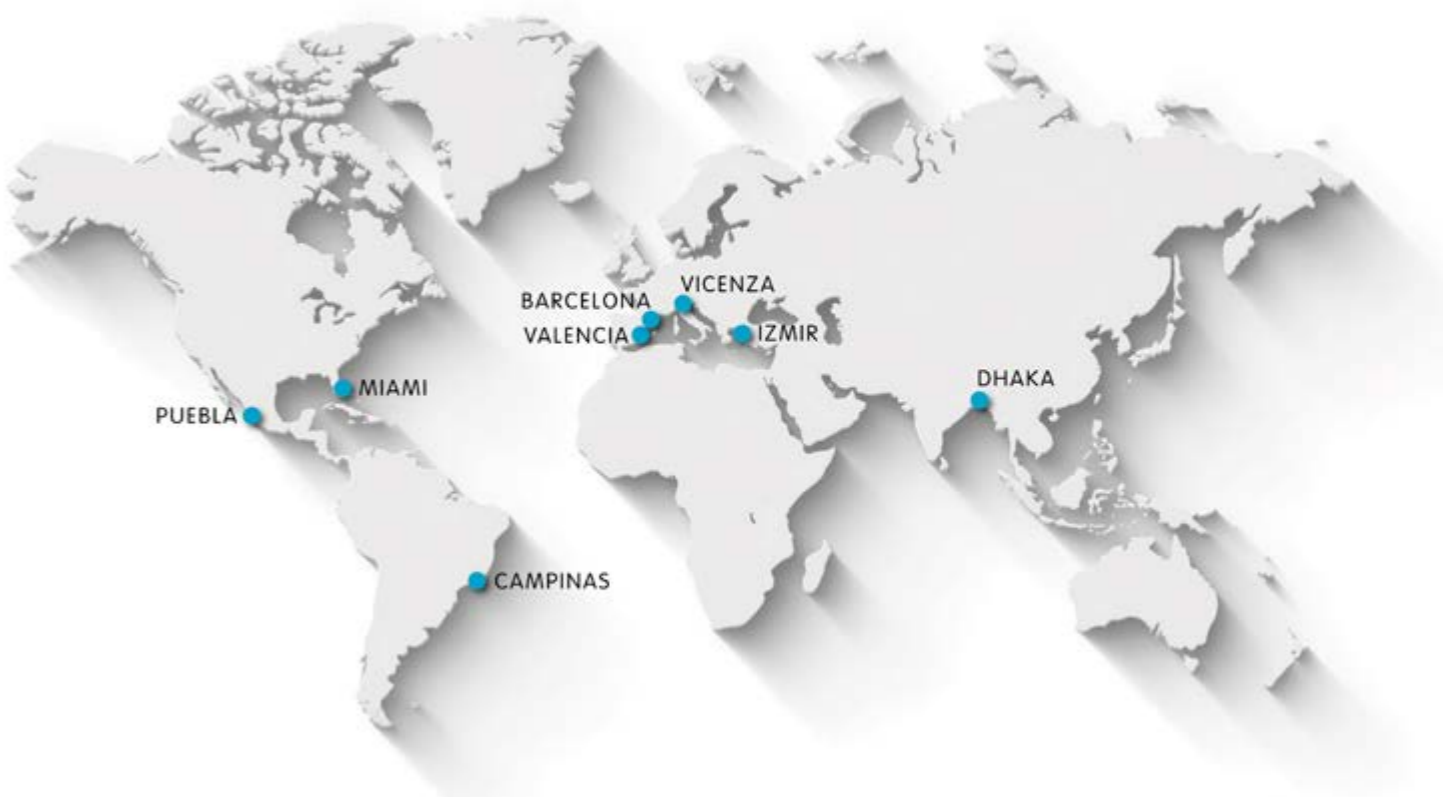 VICENZA
BARCELONA
VALENCIA
IZMIR
DHAKA
MIAMI
PUEBLA
CAMPINAS